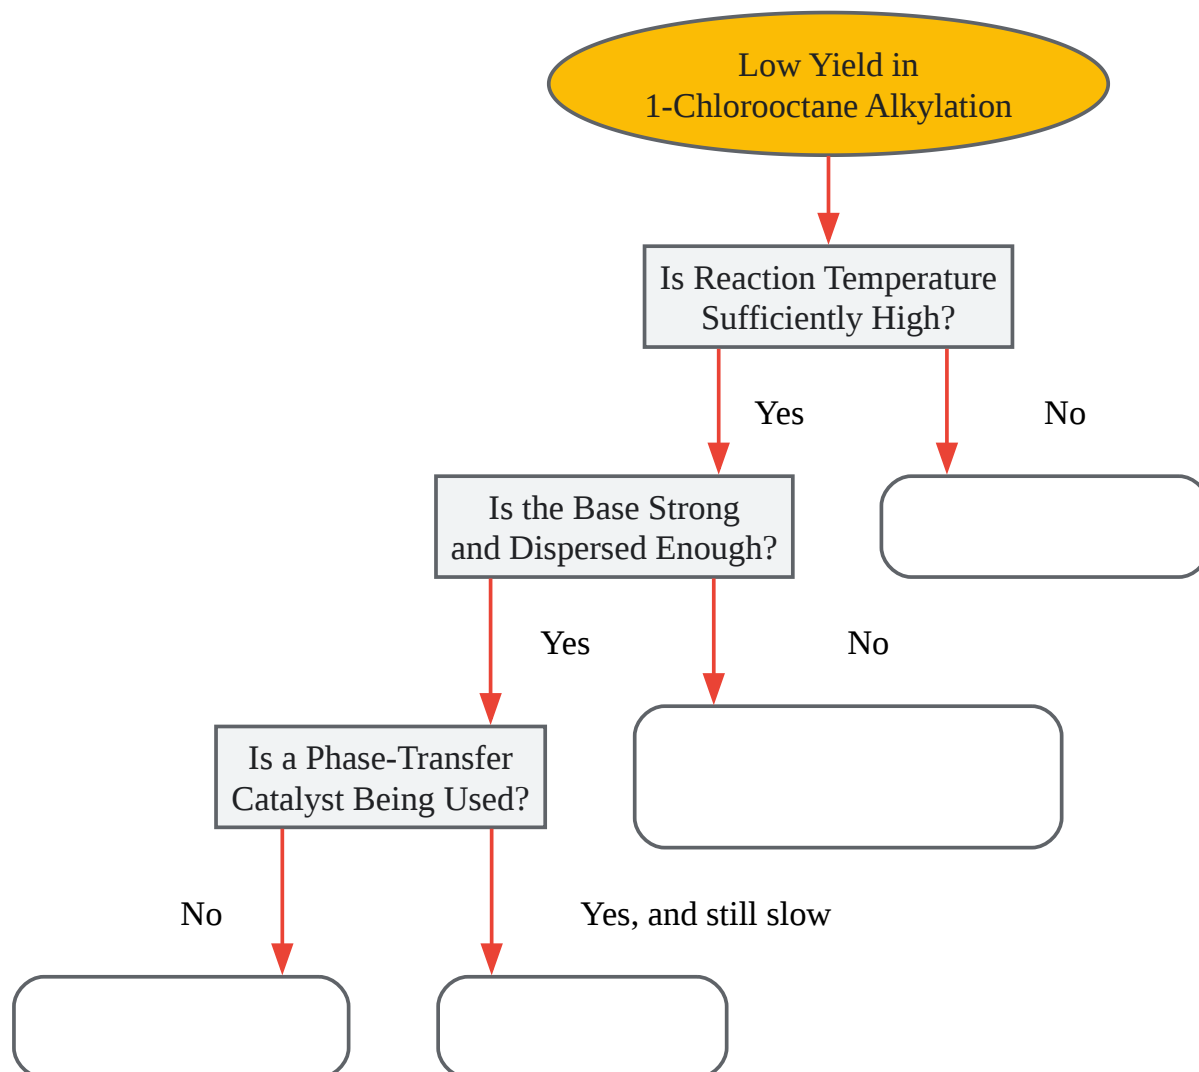 Low Yield in
1-Chlorooctane Alkylation
Is Reaction Temperature
Sufficiently High?
Yes
No
Is the Base Strong
and Dispersed Enough?
Yes
No
Is a Phase-Transfer
Catalyst Being Used?
No
Yes, and still slow